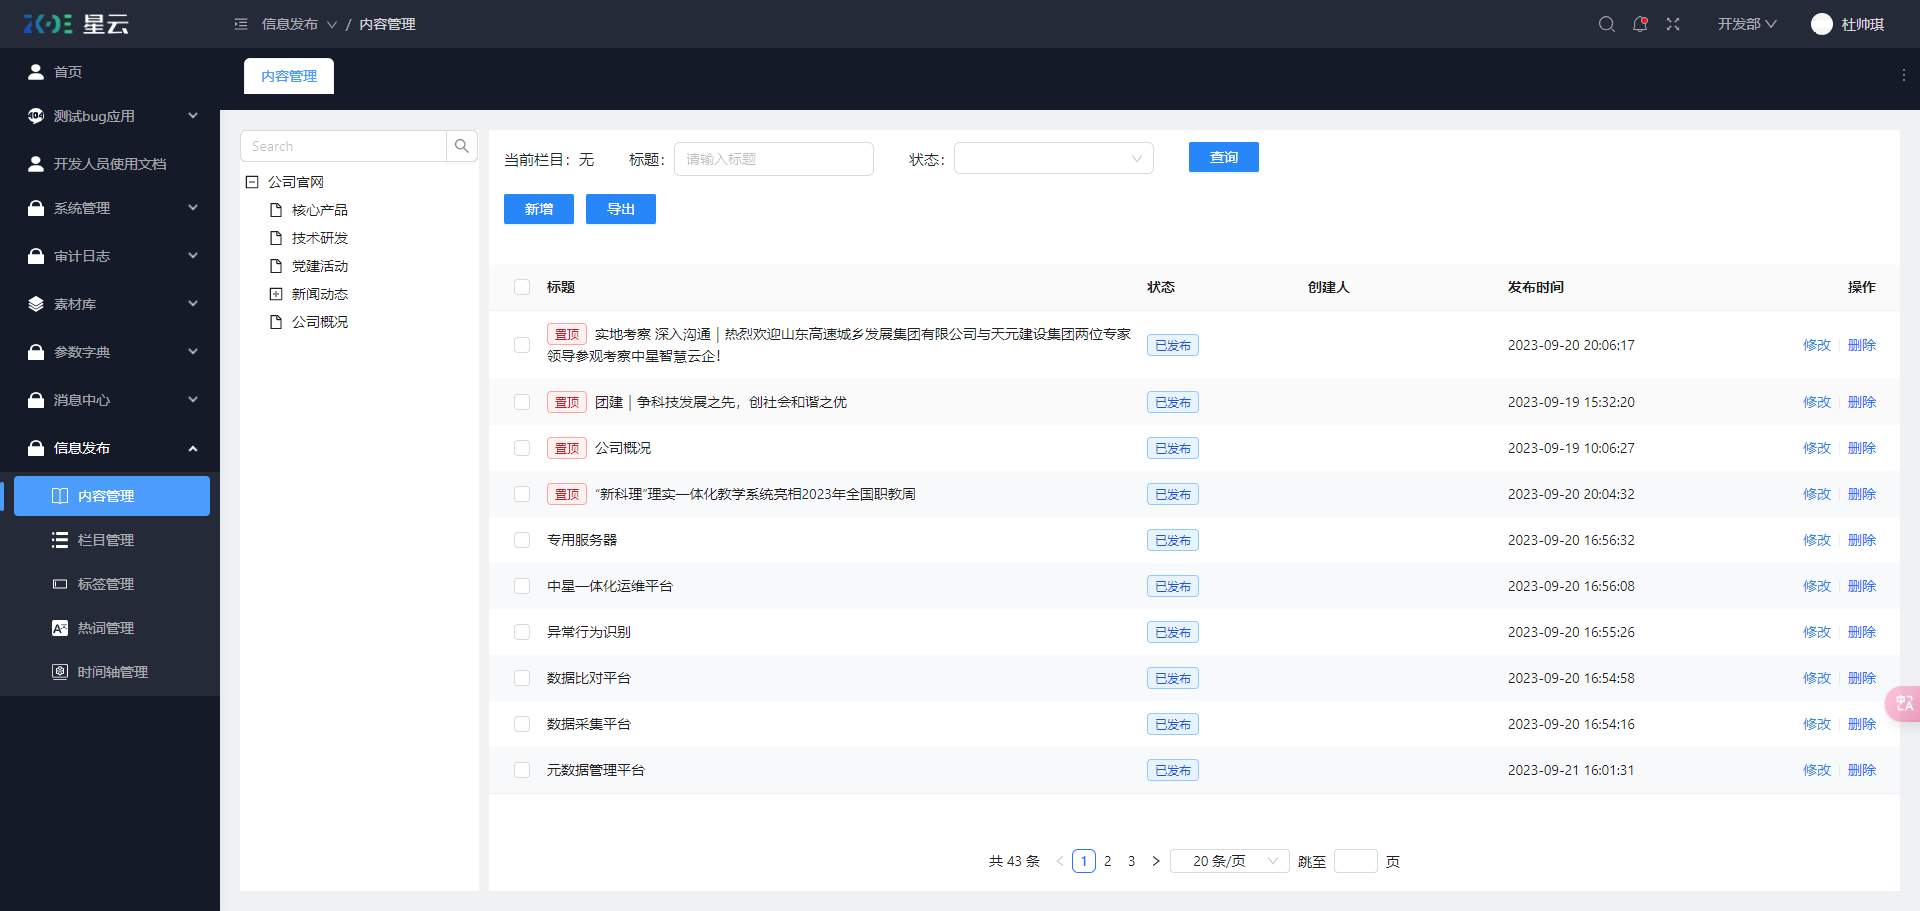 星云
信息发布 / 内容管理
开发部
杜帅琪
首页
测试bug应用
开发人员使用文档
系统管理
审计日志
素材库
参数字典
消息中心
信息发布
内容管理
栏目管理
标签管理
热词管理
时间轴管理
内容管理
Search
公司官网
核心产品
技术研发
党建活动
新闻动态
公司概况
当前栏目：无 标题： 请输入标题 状态： 查询
新增 导出
标题 状态 创建人 发布时间 操作
置顶 实地考察 深入沟通｜热烈欢迎山东高速城乡发展集团有限公司与天元建设集团两位专家
领导参观考察中星智慧云企！ 已发布 2023-09-20 20:06:17 修改 删除
置顶 团建｜争科技发展之先，创社会和谐之优 已发布 2023-09-19 15:32:20 修改 删除
置顶 公司概况 已发布 2023-09-19 10:06:27 修改 删除
置顶 “新科理”理实一体化教学系统亮相2023年全国职教周 已发布 2023-09-20 20:04:32 修改 删除
专用服务器 已发布 2023-09-20 16:56:32 修改 删除
中星一体化运维平台 已发布 2023-09-20 16:56:08 修改 删除
异常行为识别 已发布 2023-09-20 16:55:26 修改 删除
数据比对平台 已发布 2023-09-20 16:54:58 修改 删除
数据采集平台 已发布 2023-09-20 16:54:16 修改 删除
元数据管理平台 已发布 2023-09-21 16:01:31 修改 删除
共 43 条 1 2 3 20 条/页 跳至 页